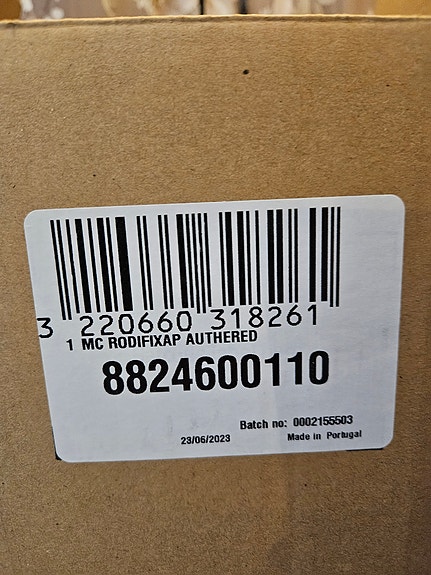 3 220660 318261
1 MC RODIFIXAP AUTHERED
8824600110
Batch no: 0002155503
23/06/2023 Made in Portugal